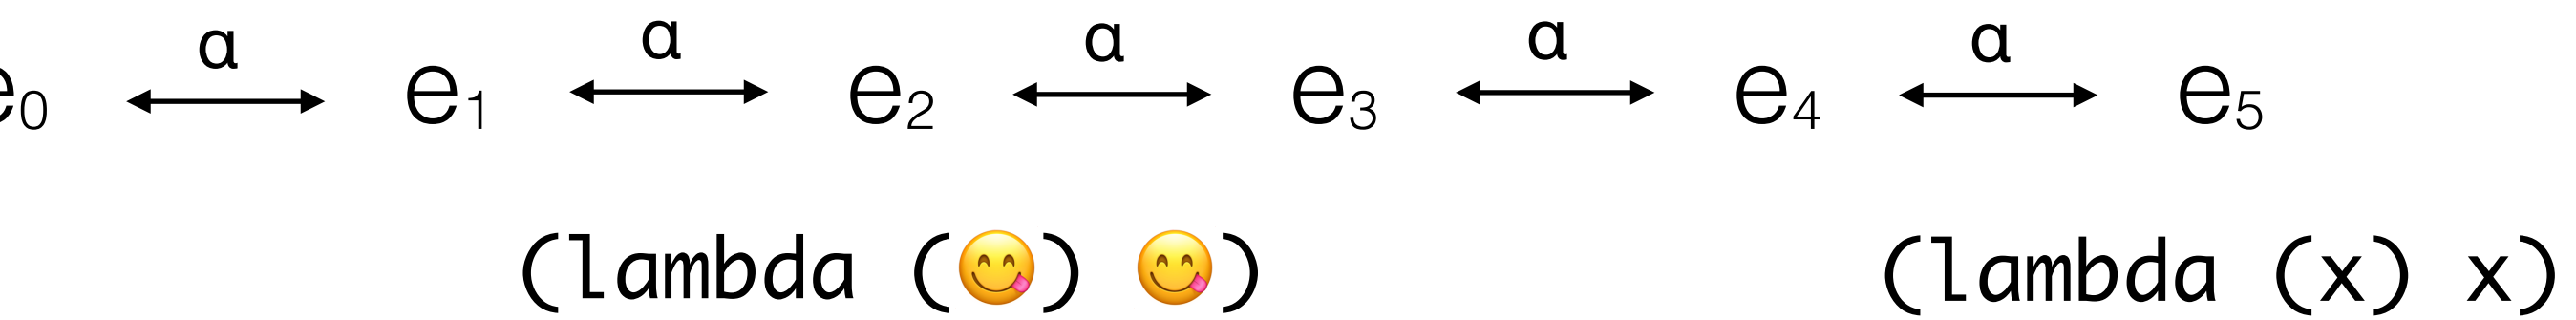 α α α α α
e₀ ↔ e₁ ↔ e₂ ↔ e₃ ↔ e₄ ↔ e₅
(lambda (😋) 😋) (lambda (x) x)